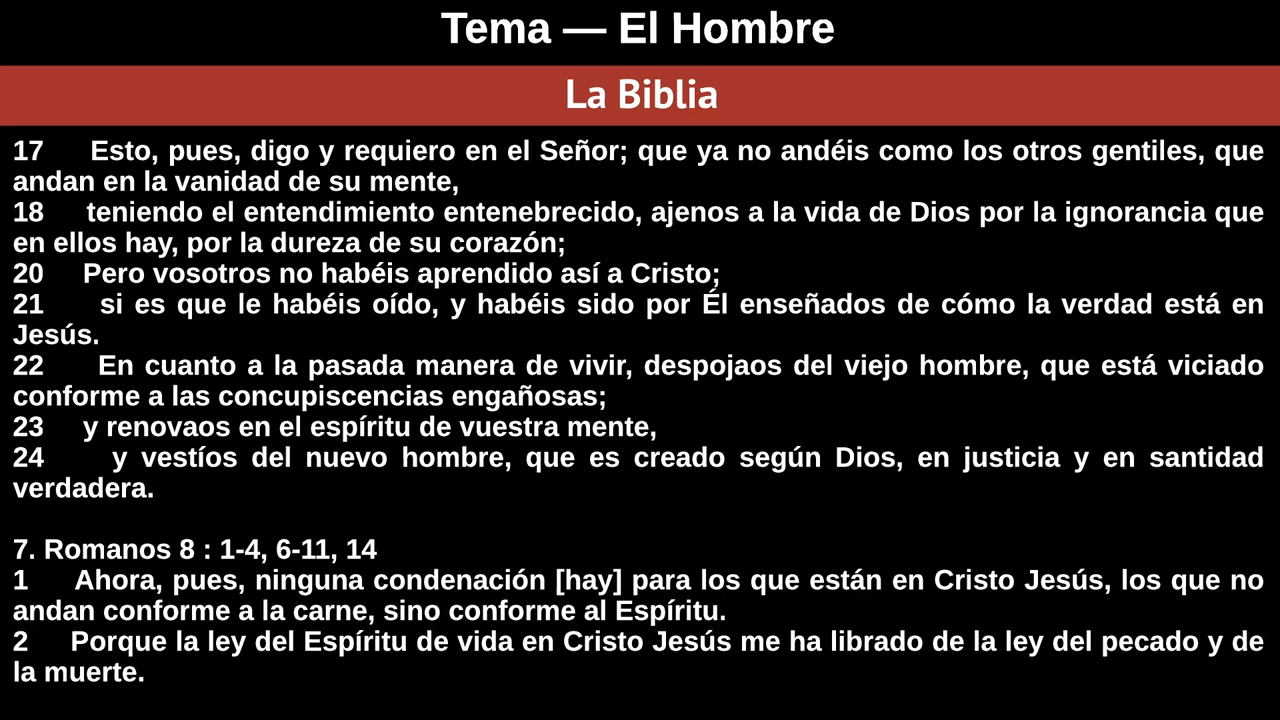 Tema — El Hombre
La Biblia
17 Esto, pues, digo y requiero en el Señor; que ya no andéis como los otros gentiles, que
andan en la vanidad de su mente,
18 teniendo el entendimiento entenebrecido, ajenos a la vida de Dios por la ignorancia que
en ellos hay, por la dureza de su corazón;
20 Pero vosotros no habéis aprendido así a Cristo;
21 si es que le habéis oído, y habéis sido por Él enseñados de cómo la verdad está en
Jesús.
22 En cuanto a la pasada manera de vivir, despojaos del viejo hombre, que está viciado
conforme a las concupiscencias engañosas;
23 y renovaos en el espíritu de vuestra mente,
24 y vestíos del nuevo hombre, que es creado según Dios, en justicia y en santidad
verdadera.
7. Romanos 8 : 1-4, 6-11, 14
1 Ahora, pues, ninguna condenación [hay] para los que están en Cristo Jesús, los que no
andan conforme a la carne, sino conforme al Espíritu.
2 Porque la ley del Espíritu de vida en Cristo Jesús me ha librado de la ley del pecado y de
la muerte.